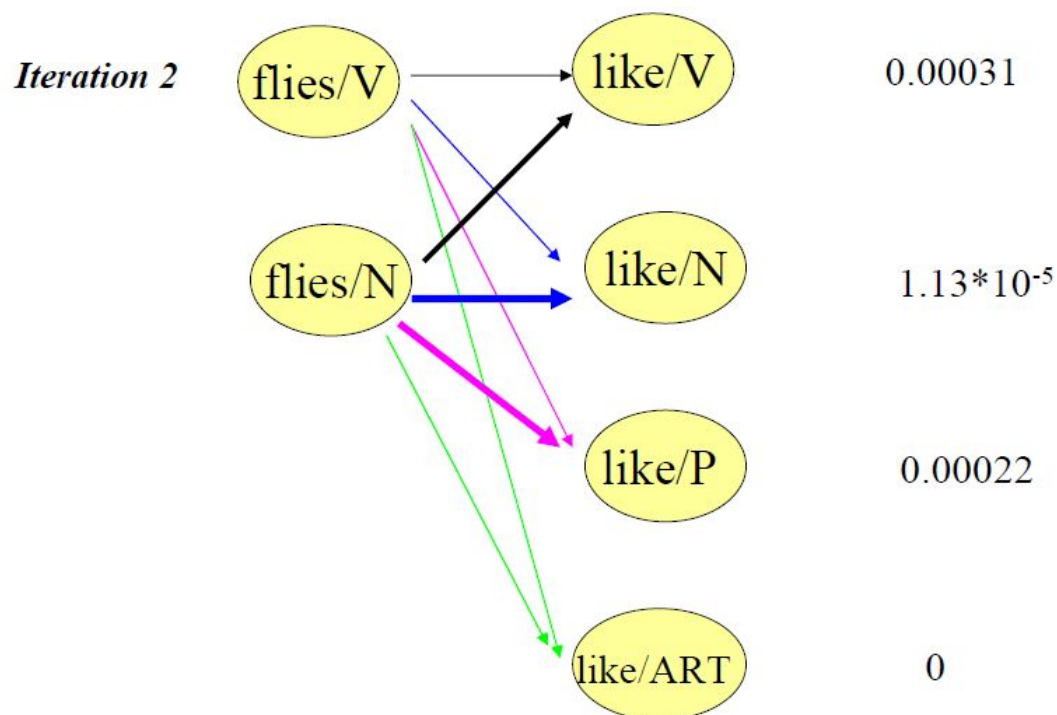 Iteration 2
flies/V
like/V
0.00031
flies/N
like/N
1.13*10⁻⁵
like/P
0.00022
like/ART
0